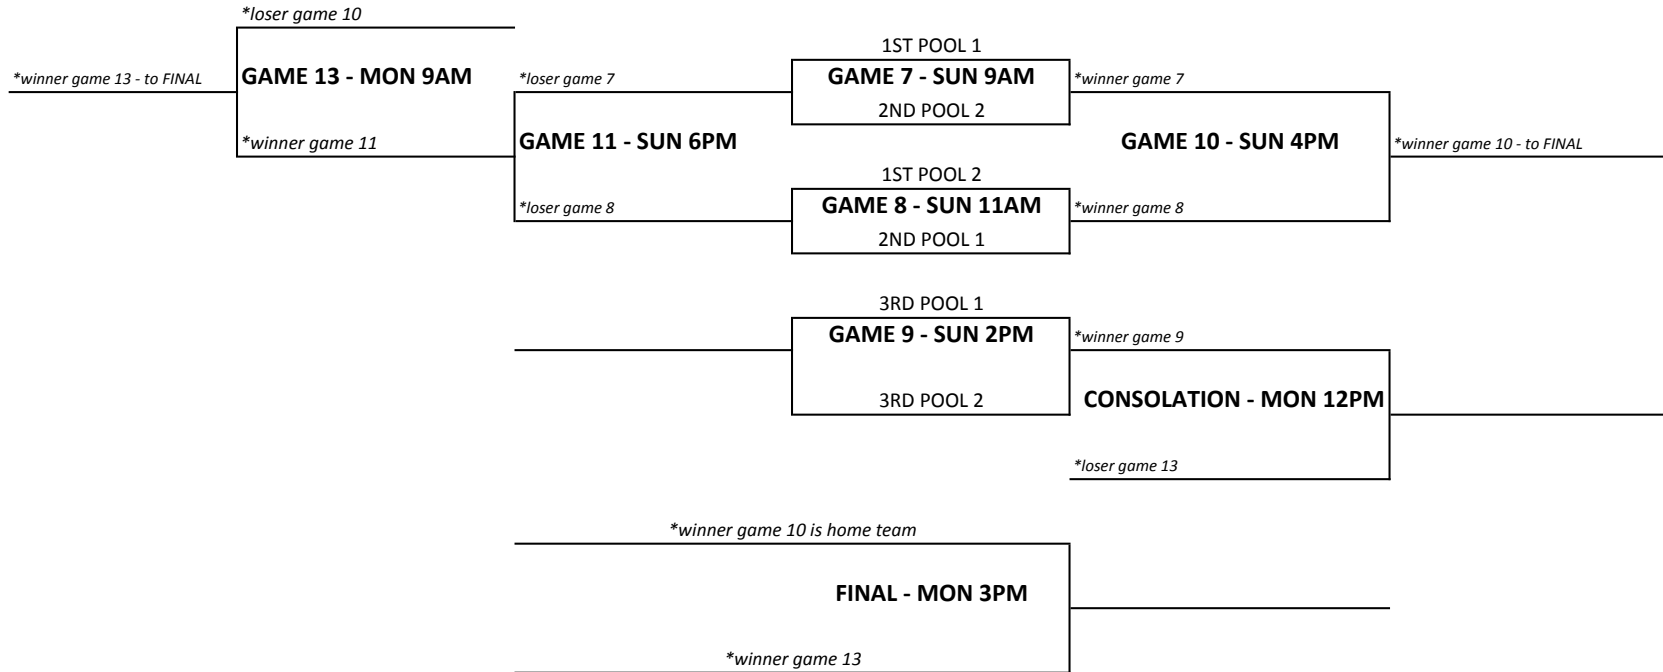 *loser game 10
1ST POOL 1
*winner game 13 - to FINAL
GAME 13 - MON 9AM
*loser game 7
GAME 7 - SUN 9AM
*winner game 7
2ND POOL 2
*winner game 11
GAME 11 - SUN 6PM
GAME 10 - SUN 4PM
*winner game 10 - to FINAL
1ST POOL 2
*loser game 8
GAME 8 - SUN 11AM
*winner game 8
2ND POOL 1
3RD POOL 1
GAME 9 - SUN 2PM
*winner game 9
3RD POOL 2
CONSOLATION - MON 12PM
*loser game 13
*winner game 10 is home team
FINAL - MON 3PM
*winner game 13